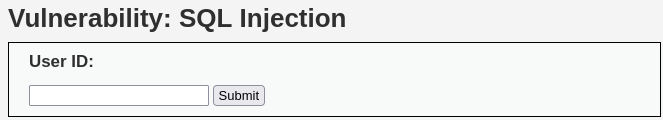 Vulnerability: SQL Injection
User ID:
Submit